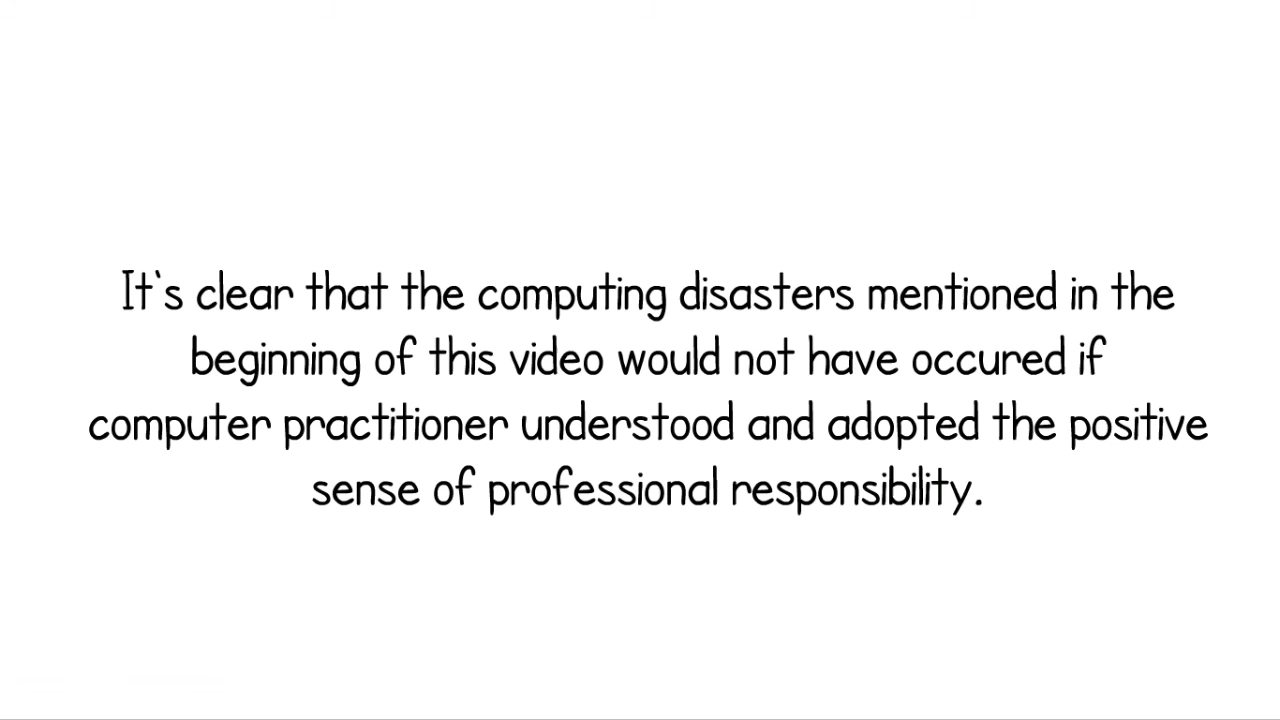 It's clear that the computing disasters mentioned in the
beginning of this video would not have occured if
computer practitioner understood and adopted the positive
sense of professional responsibility.